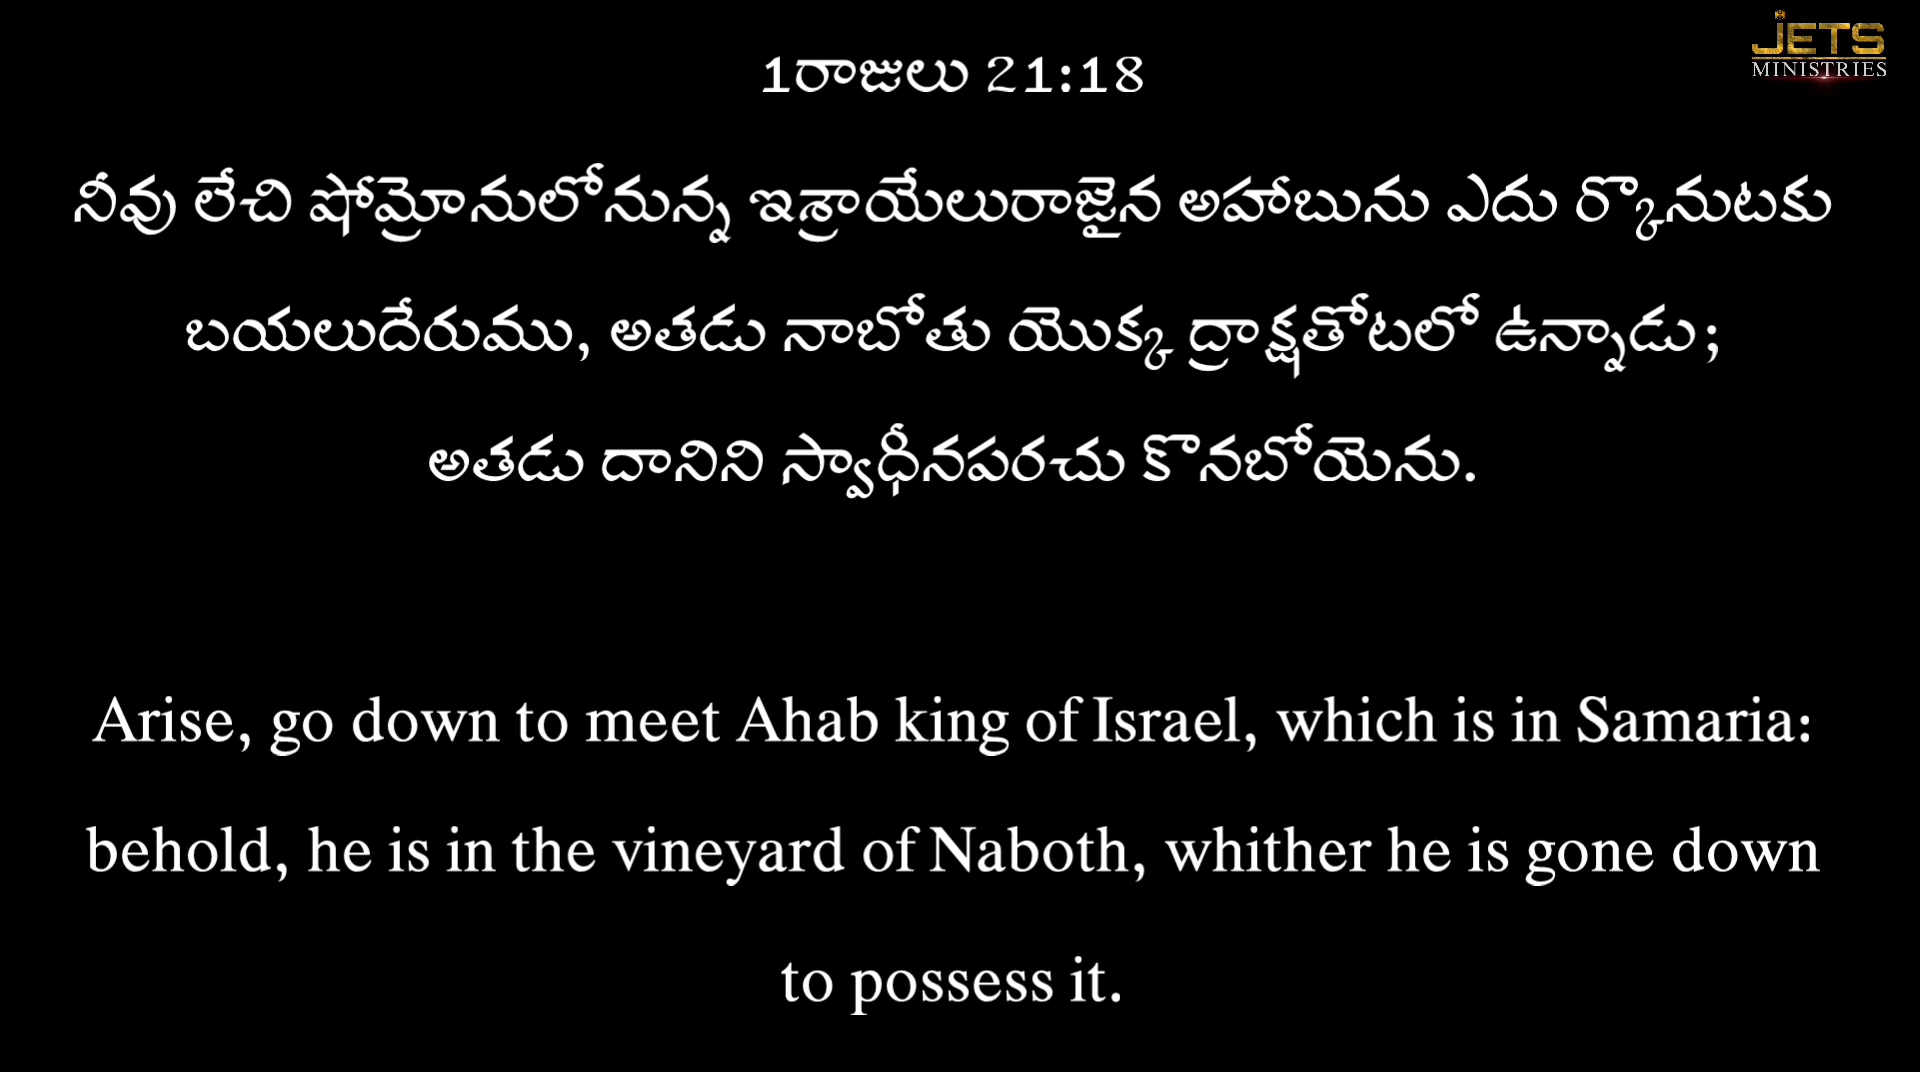 JETS
MINISTRIES
1రాజులు 21:18
నీవు లేచి షోమ్రోనులోనున్న ఇశ్రాయేలురాజైన అహాబును ఎదు ర్కొనుటకు
బయలుదేరుము, అతడు నాబోతు యొక్క ద్రాక్షతోటలో ఉన్నాడు;
అతడు దానిని స్వాధీనపరచు కొనబోయెను.
Arise, go down to meet Ahab king of Israel, which is in Samaria:
behold, he is in the vineyard of Naboth, whither he is gone down
to possess it.